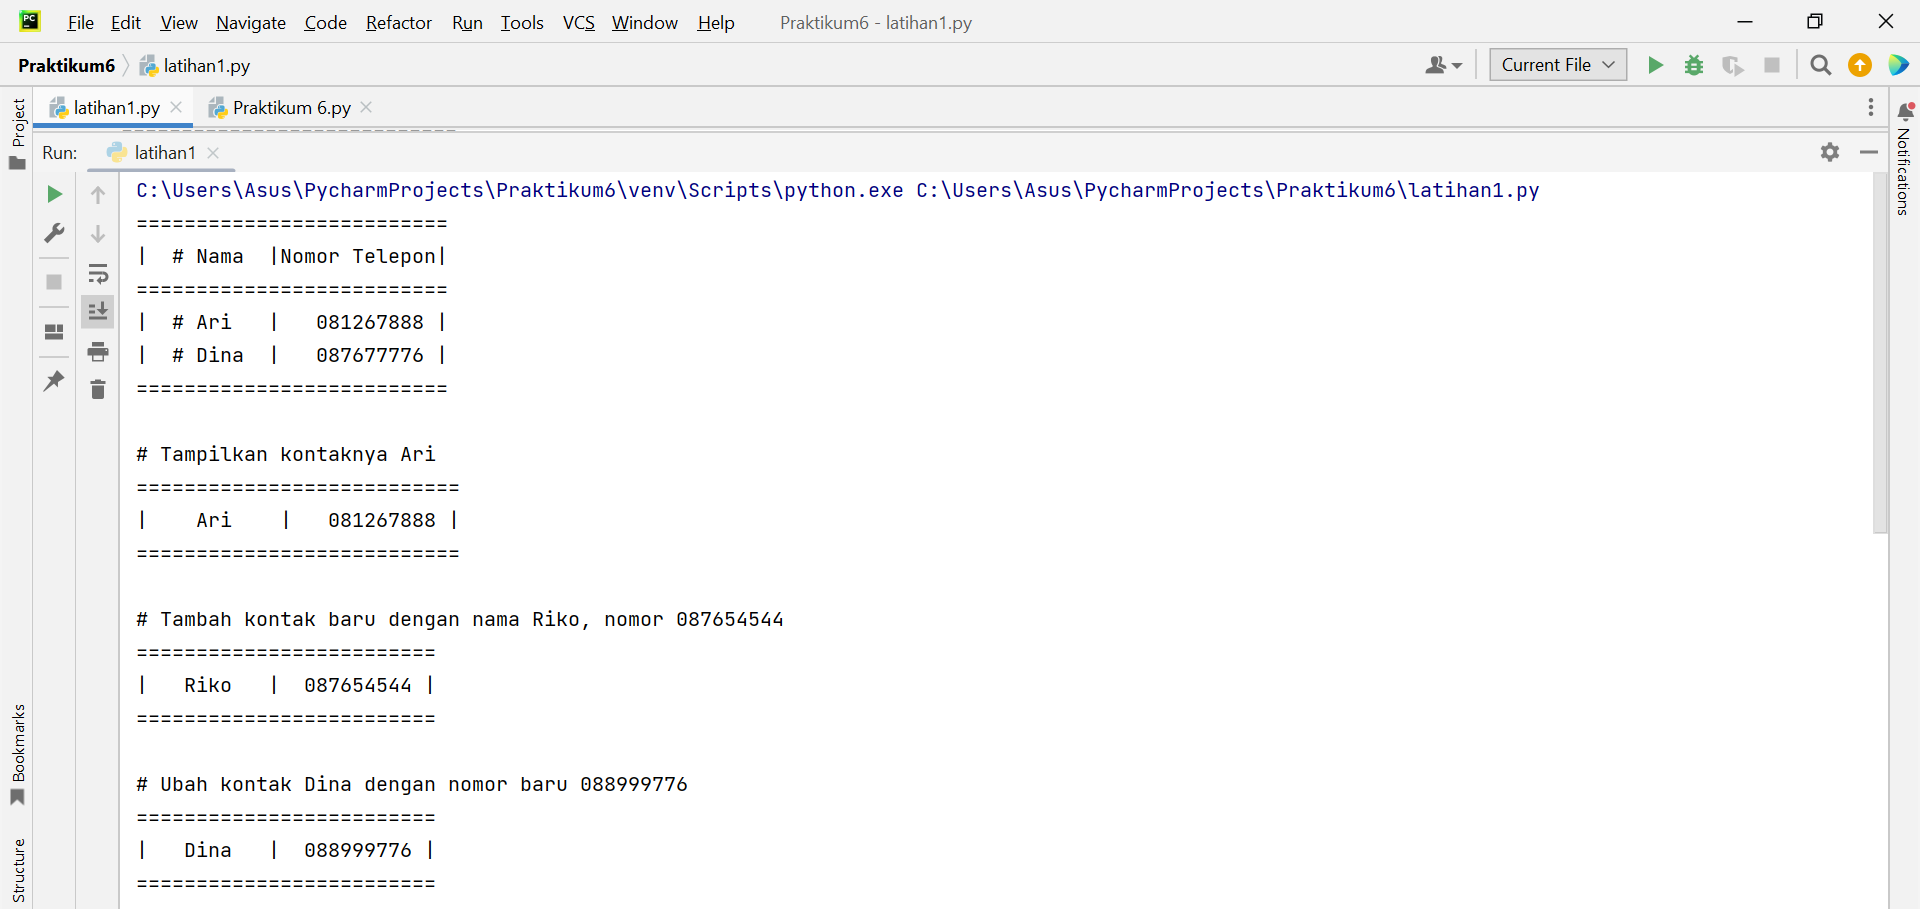 PC File Edit View Navigate Code Refactor Run Tools VCS Window Help Praktikum6 - latihan1.py
Praktikum6 latihan1.py Current File
Project
latihan1.py Praktikum 6.py
Notifications
Run: latihan1
C:\Users\Asus\PycharmProjects\Praktikum6\venv\Scripts\python.exe C:\Users\Asus\PycharmProjects\Praktikum6\latihan1.py
==========================
|  # Nama  |Nomor Telepon|
==========================
|  # Ari   |   081267888 |
|  # Dina  |   087677776 |
==========================
# Tampilkan kontaknya Ari
===========================
|    Ari    |   081267888 |
===========================
# Tambah kontak baru dengan nama Riko, nomor 087654544
=========================
|   Riko   |  087654544 |
=========================
# Ubah kontak Dina dengan nomor baru 088999776
=========================
|   Dina   |  088999776 |
=========================
Bookmarks
Structure